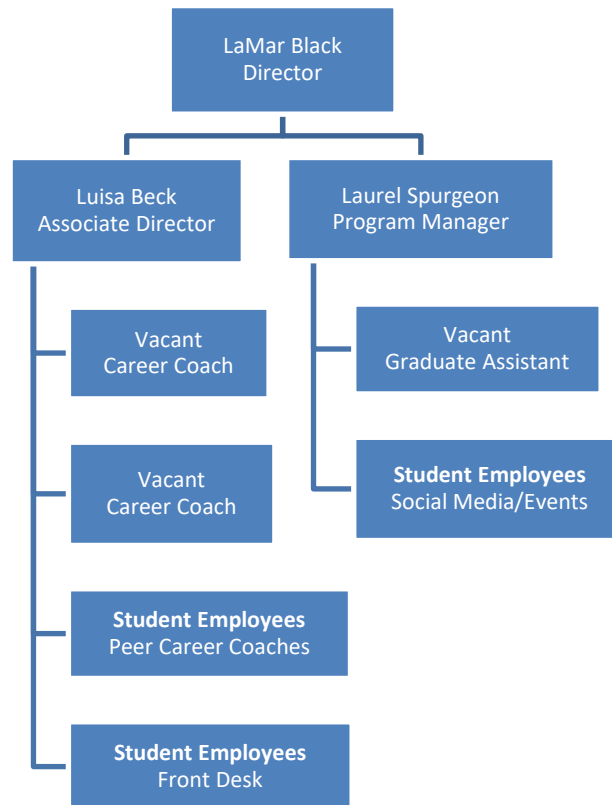 LaMar Black
Director
Luisa Beck
Associate Director
Laurel Spurgeon
Program Manager
Vacant
Career Coach
Vacant
Graduate Assistant
Vacant
Career Coach
Student Employees
Social Media/Events
Student Employees
Peer Career Coaches
Student Employees
Front Desk